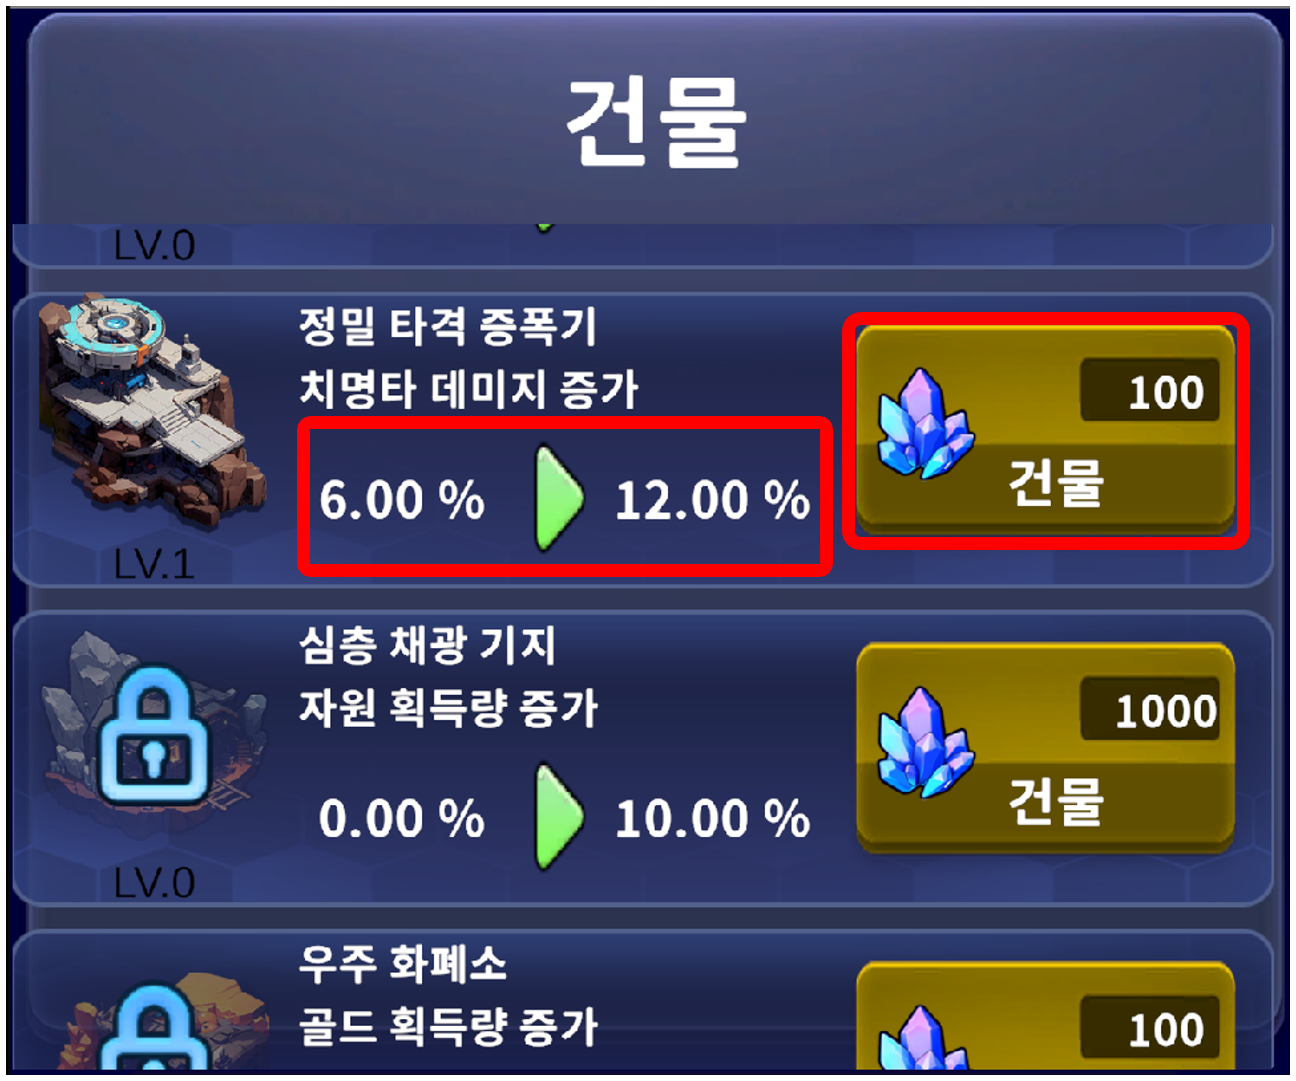 건물
LV.0
정밀 타격 증폭기
치명타 데미지 증가
6.00 %
12.00 %
100
건물
LV.1
심층 채광 기지
자원 획득량 증가
0.00 %
10.00 %
1000
건물
LV.0
우주 화폐소
골드 획득량 증가
100